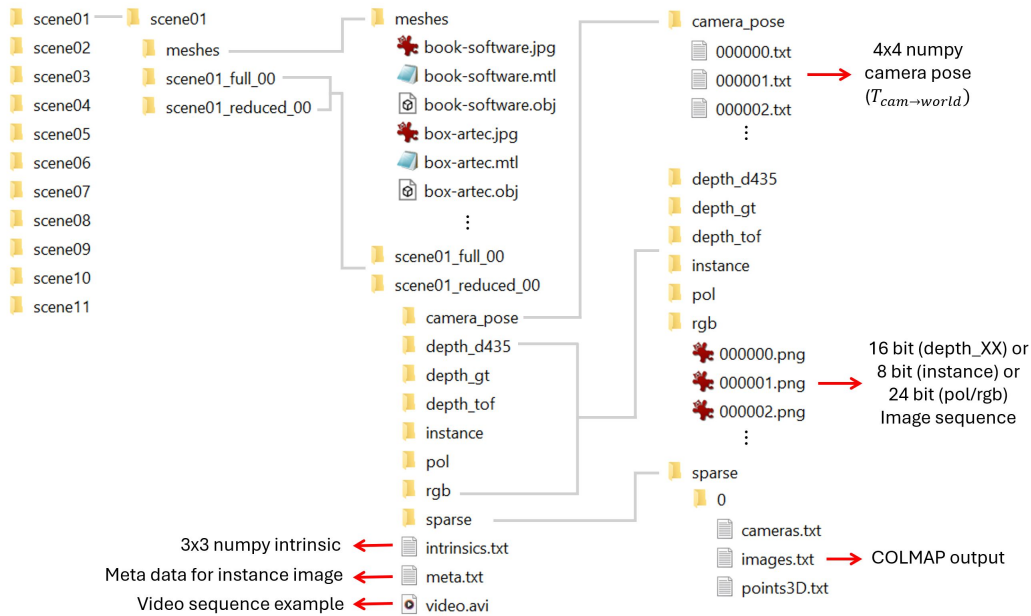 scene01
scene02
scene03
scene04
scene05
scene06
scene07
scene08
scene09
scene10
scene11
scene01
meshes
scene01_full_00
scene01_reduced_00
meshes
book-software.jpg
book-software.mtl
book-software.obj
box-artec.jpg
box-artec.mtl
box-artec.obj
⋮
scene01_full_00
scene01_reduced_00
camera_pose
depth_d435
depth_gt
depth_tof
instance
pol
rgb
sparse
3x3 numpy intrinsic
intrinsics.txt
Meta data for instance image
meta.txt
Video sequence example
video.avi
camera_pose
000000.txt
000001.txt
000002.txt
⋮
4x4 numpy
camera pose
(T_{cam→world})
depth_d435
depth_gt
depth_tof
instance
pol
rgb
000000.png
000001.png
000002.png
⋮
16 bit (depth_XX) or
8 bit (instance) or
24 bit (pol/rgb)
Image sequence
sparse
0
cameras.txt
images.txt
points3D.txt
COLMAP output